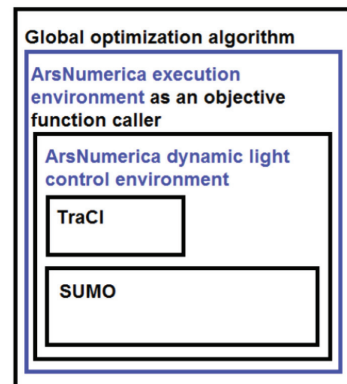 Global optimization algorithm
ArsNumerica execution
environment as an objective
function caller
ArsNumerica dynamic light
control environment
TraCI
SUMO